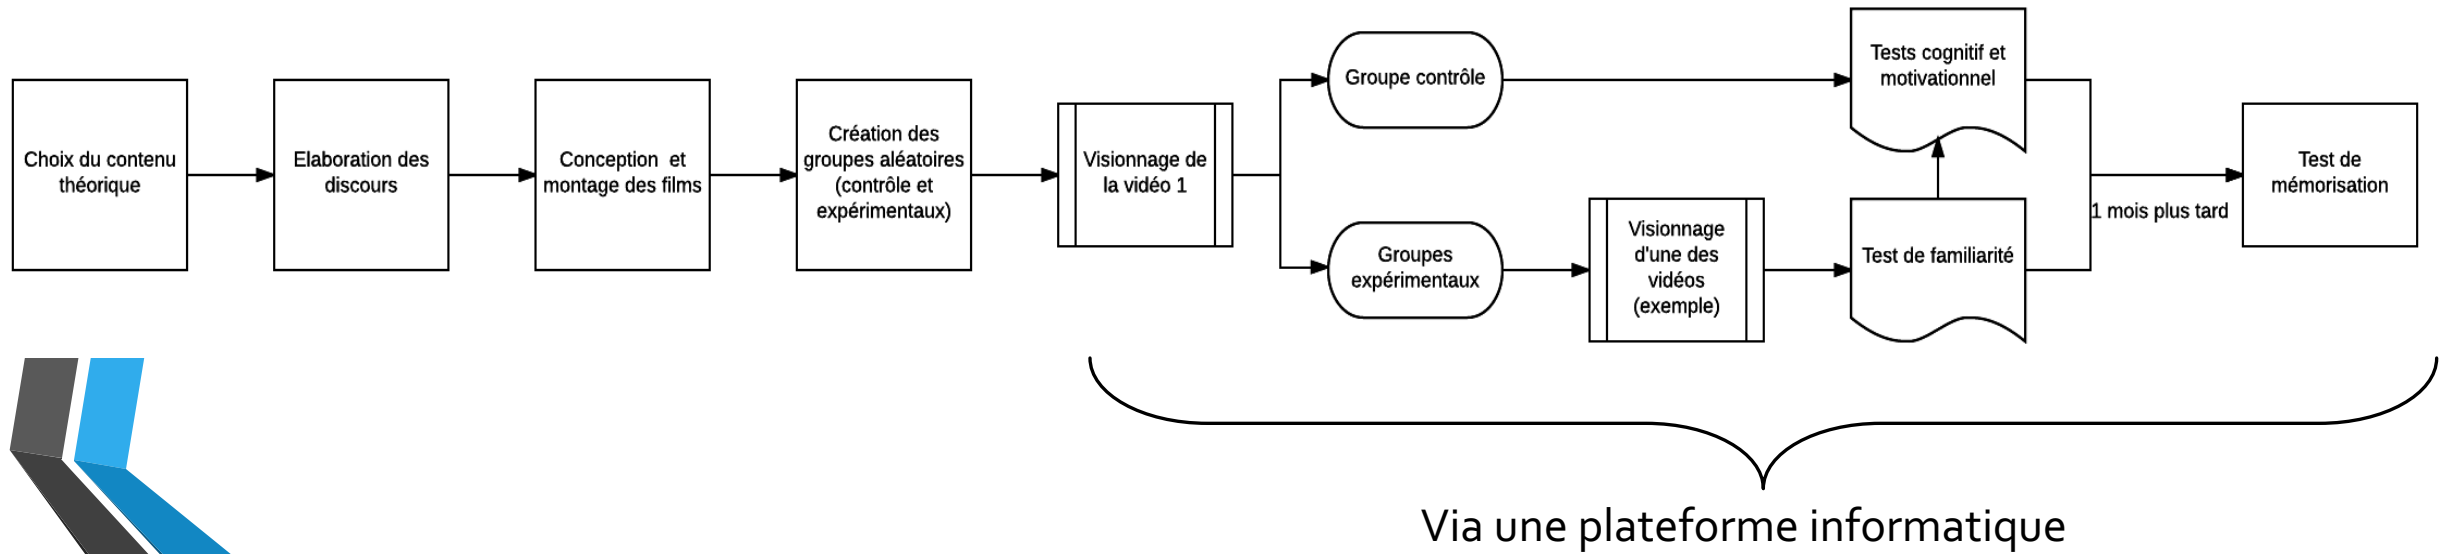 Choix du contenu
théorique
Elaboration des
discours
Conception et
montage des films
Création des
groupes aléatoires
(contrôle et
expérimentaux)
Visionnage de
la vidéo 1
Groupe contrôle
Groupes
expérimentaux
Visionnage
d'une des
vidéos
(exemple)
Tests cognitif et
motivationnel
Test de familiarité
1 mois plus tard
Test de
mémorisation
Via une plateforme informatique